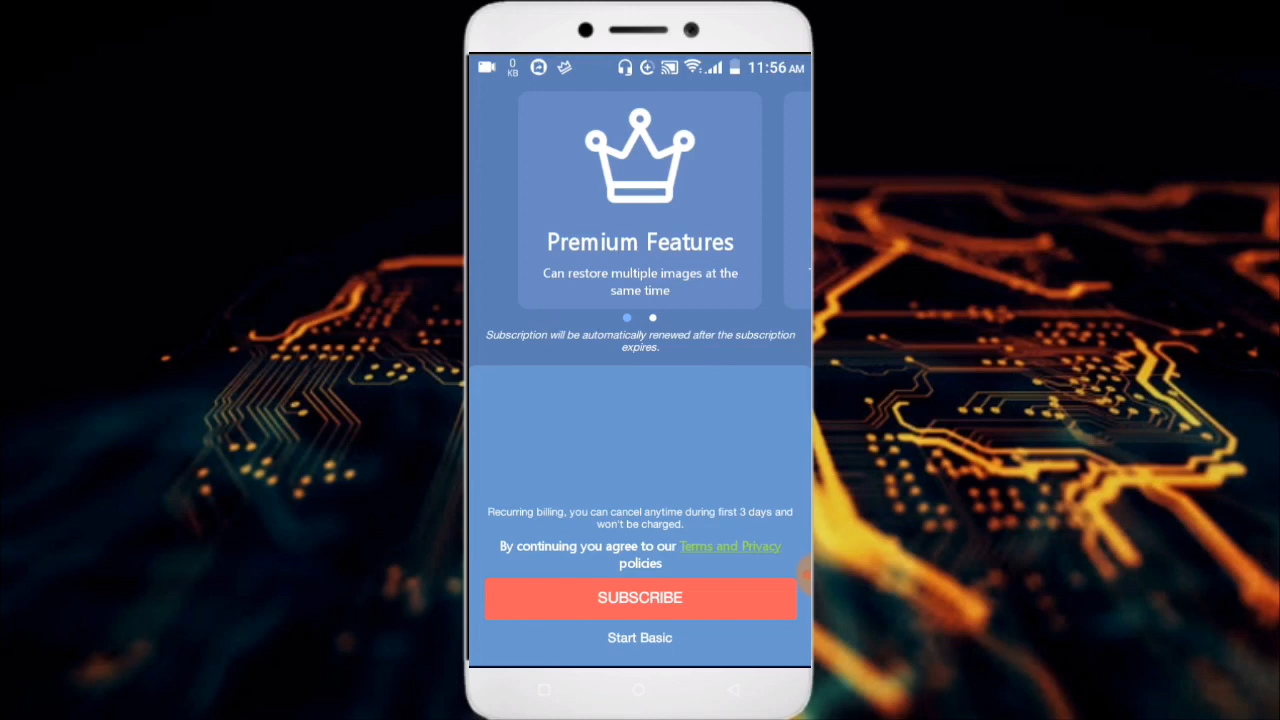 0
KB
11:56 AM
Premium Features
Can restore multiple images at the
same time
Subscription will be automatically renewed after the subscription
expires.
Recurring billing, you can cancel anytime during first 3 days and
won't be charged.
By continuing you agree to our Terms and Privacy
policies
SUBSCRIBE
Start Basic